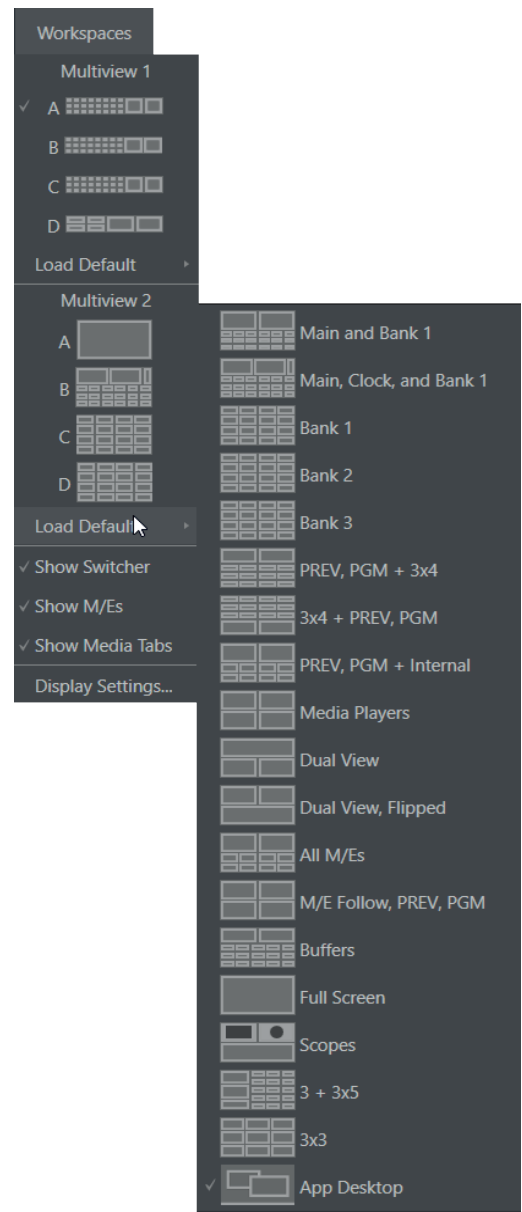 Workspaces
Multiview 1
A
B
C
D
Load Default
Multiview 2
A
B
C
D
Load Default
Show Switcher
Show M/Es
Show Media Tabs
Display Settings...
Main and Bank 1
Main, Clock, and Bank 1
Bank 1
Bank 2
Bank 3
PREV, PGM + 3x4
3x4 + PREV, PGM
PREV, PGM + Internal
Media Players
Dual View
Dual View, Flipped
All M/Es
M/E Follow, PREV, PGM
Buffers
Full Screen
Scopes
3 + 3x5
3x3
App Desktop